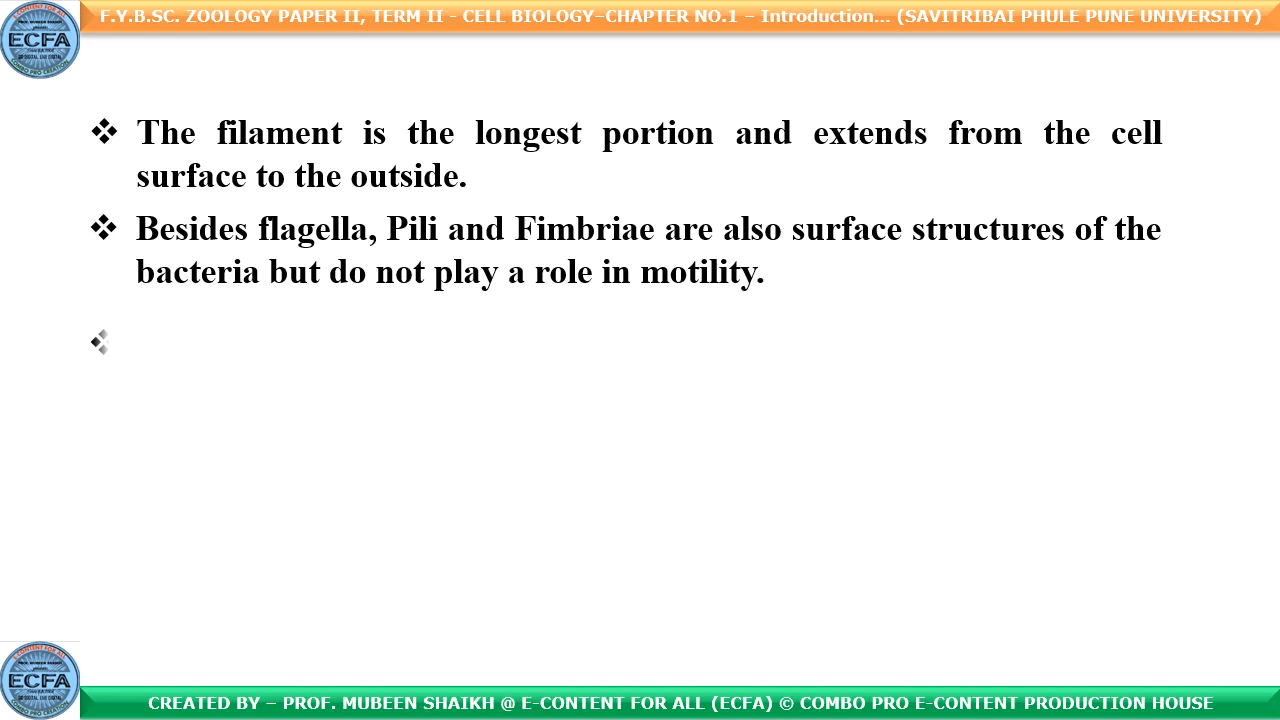 F.Y.B.SC. ZOOLOGY PAPER II, TERM II - CELL BIOLOGY–CHAPTER NO.1 – Introduction... (SAVITRIBAI PHULE PUNE UNIVERSITY)
ECFA
❖ The filament is the longest portion and extends from the cell
surface to the outside.
❖ Besides flagella, Pili and Fimbriae are also surface structures of the
bacteria but do not play a role in motility.
ECFA
CREATED BY – PROF. MUBEEN SHAIKH @ E-CONTENT FOR ALL (ECFA) © COMBO PRO E-CONTENT PRODUCTION HOUSE